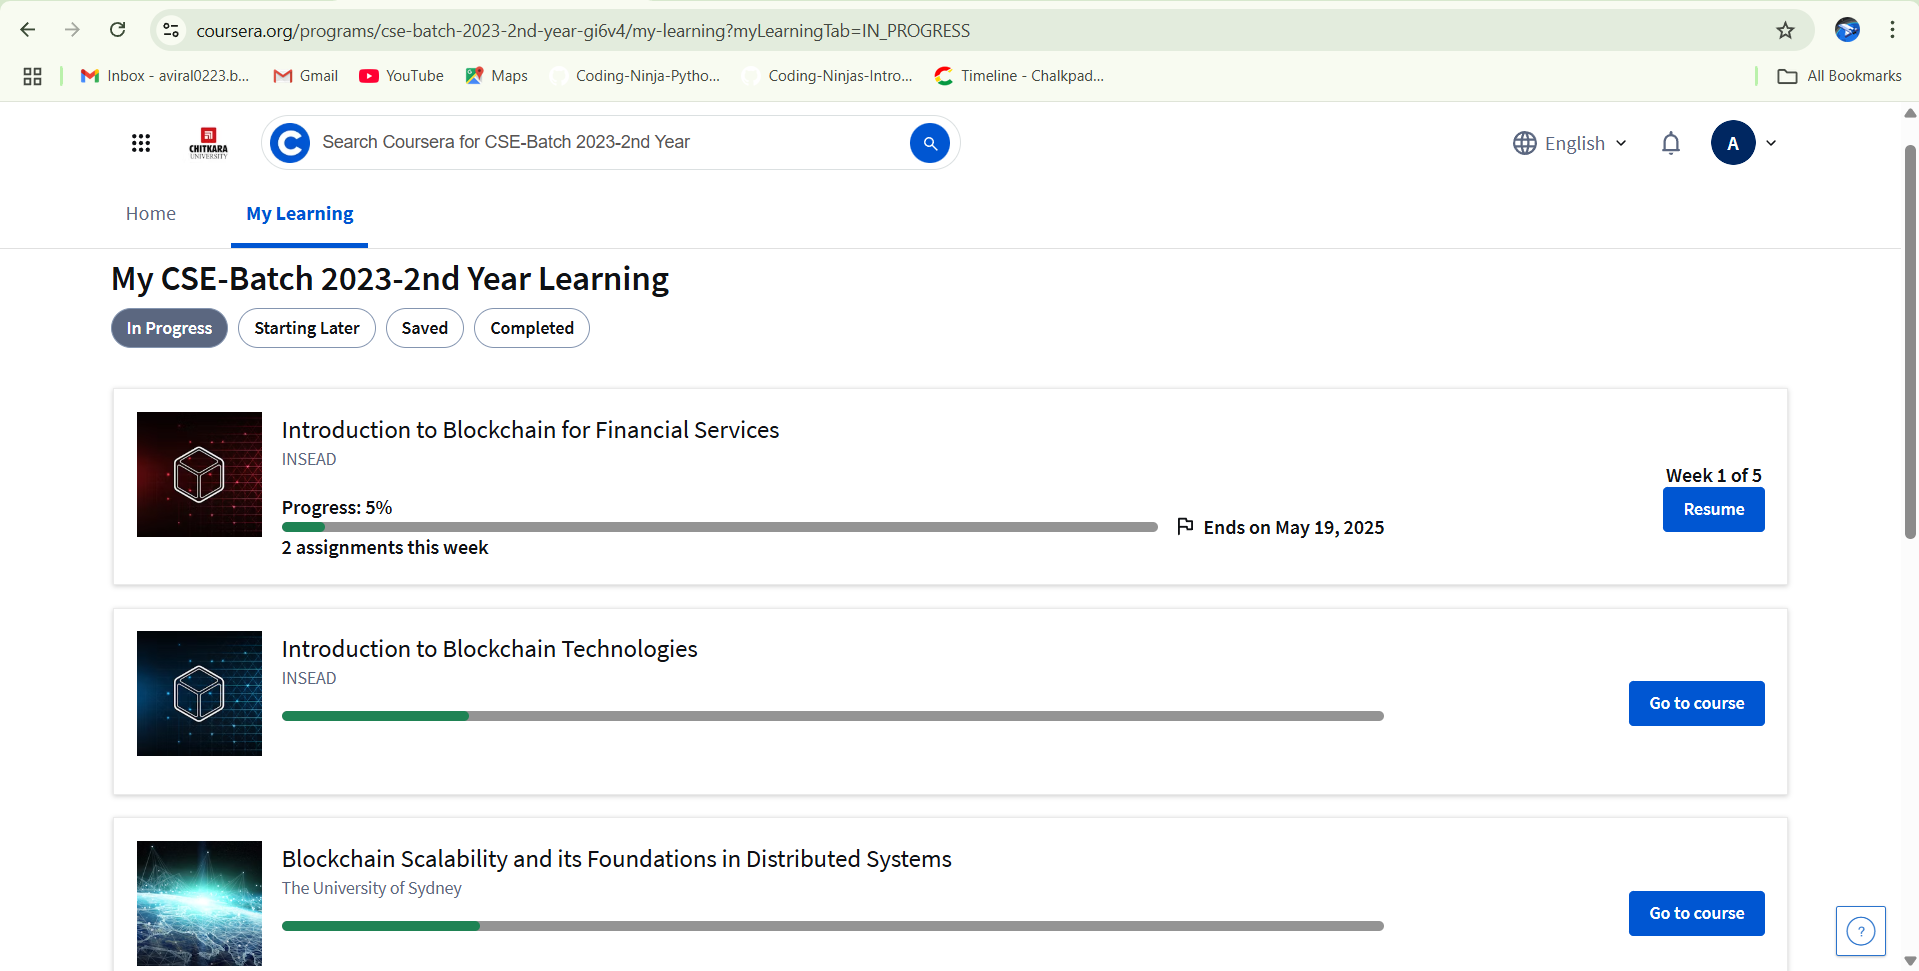 coursera.org/programs/cse-batch-2023-2nd-year-gi6v4/my-learning?myLearningTab=IN_PROGRESS
Inbox - aviral0223.b... Gmail YouTube Maps Coding-Ninja-Pytho... Coding-Ninjas-Intro... Timeline - Chalkpad... All Bookmarks
CHITKARA
UNIVERSITY
Search Coursera for CSE-Batch 2023-2nd Year
English
A
Home My Learning
My CSE-Batch 2023-2nd Year Learning
In Progress Starting Later Saved Completed
Introduction to Blockchain for Financial Services
INSEAD
Week 1 of 5
Progress: 5%
Resume
Ends on May 19, 2025
2 assignments this week
Introduction to Blockchain Technologies
INSEAD
Go to course
Blockchain Scalability and its Foundations in Distributed Systems
The University of Sydney
Go to course
?